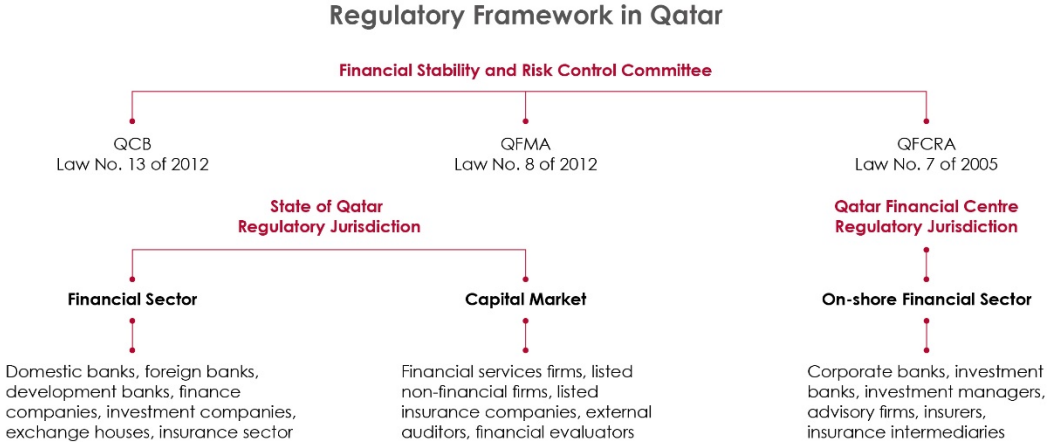 Regulatory Framework in Qatar
Financial Stability and Risk Control Committee
QCB
Law No. 13 of 2012
QFMA
Law No. 8 of 2012
QFCRA
Law No. 7 of 2005
State of Qatar
Regulatory Jurisdiction
Qatar Financial Centre
Regulatory Jurisdiction
Financial Sector
Capital Market
On-shore Financial Sector
Domestic banks, foreign banks,
development banks, finance
companies, investment companies,
exchange houses, insurance sector
Financial services firms, listed
non-financial firms, listed
insurance companies, external
auditors, financial evaluators
Corporate banks, investment
banks, investment managers,
advisory firms, insurers,
insurance intermediaries